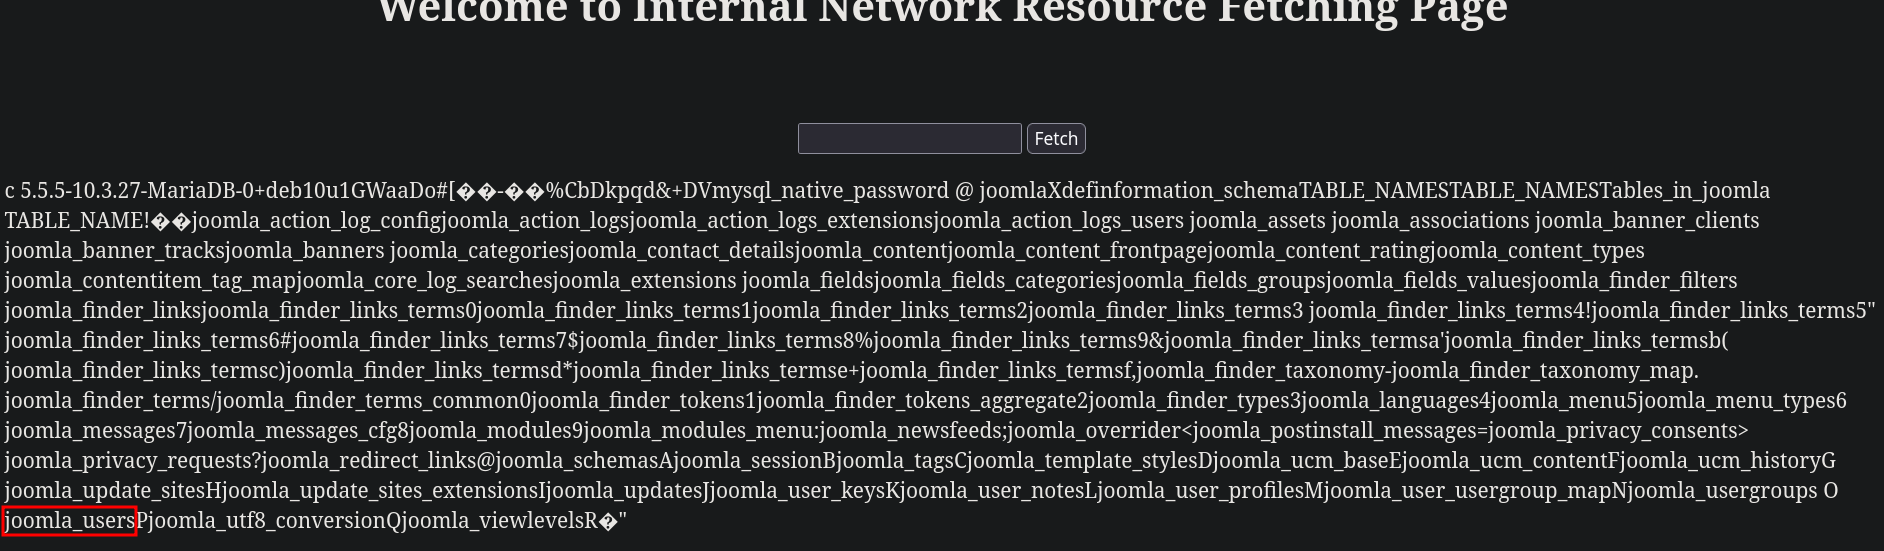 Welcome to Internal Network Resource Fetching Page
Fetch
c 5.5.5-10.3.27-MariaDB-0+deb10u1GWaaDo#[��-��%CbDkpqd&+DVmysql_native_password @ joomlaXdefinformation_schemaTABLE_NAMESTABLE_NAMESTables_in_joomla
TABLE_NAME!��joomla_action_log_configjoomla_action_logsjoomla_action_logs_extensionsjoomla_action_logs_users joomla_assets joomla_associations joomla_banner_clients
joomla_banner_tracksjoomla_banners joomla_categoriesjoomla_contact_detailsjoomla_contentjoomla_content_frontpagejoomla_content_ratingjoomla_content_types
joomla_contentitem_tag_mapjoomla_core_log_searchesjoomla_extensions joomla_fieldsjoomla_fields_categoriesjoomla_fields_groupsjoomla_fields_valuesjoomla_finder_filters
joomla_finder_linksjoomla_finder_links_terms0joomla_finder_links_terms1joomla_finder_links_terms2joomla_finder_links_terms3 joomla_finder_links_terms4!joomla_finder_links_terms5"
joomla_finder_links_terms6#joomla_finder_links_terms7$joomla_finder_links_terms8%joomla_finder_links_terms9&joomla_finder_links_termsa'joomla_finder_links_termsb(
joomla_finder_links_termsc)joomla_finder_links_termsd*joomla_finder_links_termse+joomla_finder_links_termsf,joomla_finder_taxonomy-joomla_finder_taxonomy_map.
joomla_finder_terms/joomla_finder_terms_common0joomla_finder_tokens1joomla_finder_tokens_aggregate2joomla_finder_types3joomla_languages4joomla_menu5joomla_menu_types6
joomla_messages7joomla_messages_cfg8joomla_modules9joomla_modules_menu:joomla_newsfeeds;joomla_overrider<joomla_postinstall_messages=joomla_privacy_consents>
joomla_privacy_requests?joomla_redirect_links@joomla_schemasAjoomla_sessionBjoomla_tagsCjoomla_template_stylesDjoomla_ucm_baseEjoomla_ucm_contentFjoomla_ucm_historyG
joomla_update_sitesHjoomla_update_sites_extensionsIjoomla_updatesJjoomla_user_keysKjoomla_user_notesLjoomla_user_profilesMjoomla_user_usergroup_mapNjoomla_usergroups O
joomla_usersPjoomla_utf8_conversionQjoomla_viewlevelsR�"